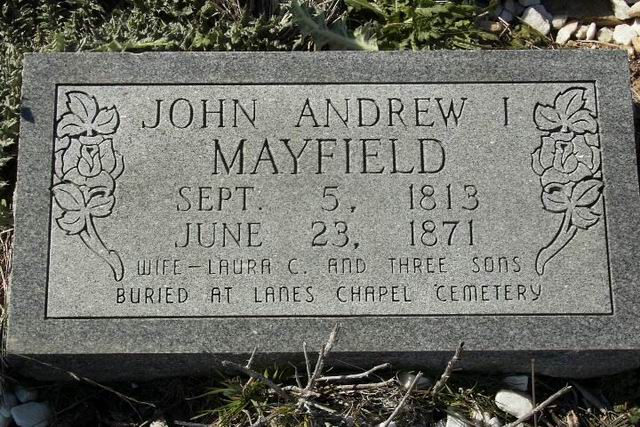 JOHN ANDREW I
MAYFIELD
SEPT. 5, 1813
JUNE 23, 1871
WIFE-LAURA C. AND THREE SONS
BURIED AT LANES CHAPEL CEMETERY